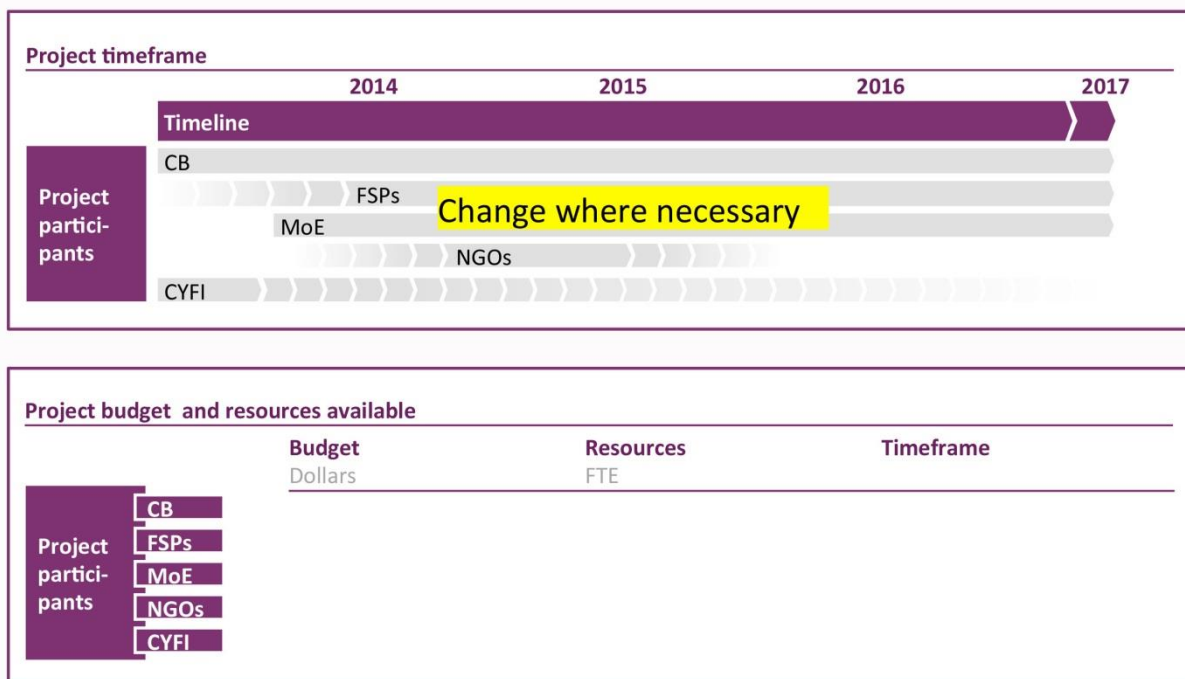 Project timeframe
2014 2015 2016 2017
Timeline
CB
Project
partici-
pants
FSPs
Change where necessary
MoE
NGOs
CYFI
Project budget and resources available
Budget Resources Timeframe
Dollars FTE
Project
partici-
pants
CB
FSPs
MoE
NGOs
CYFI